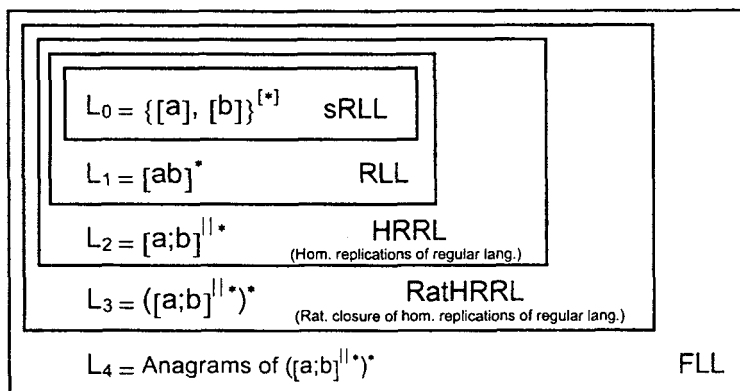 L₀ = {[a], [b]}^[*] sRLL
L₁ = [ab]^* RLL
L₂ = [a;b]^||* HRRL
(Hom. replications of regular lang.)
L₃ = ([a;b]^||*)^* RatHRRL
(Rat. closure of hom. replications of regular lang.)
L₄ = Anagrams of ([a;b]^||*)^* FLL